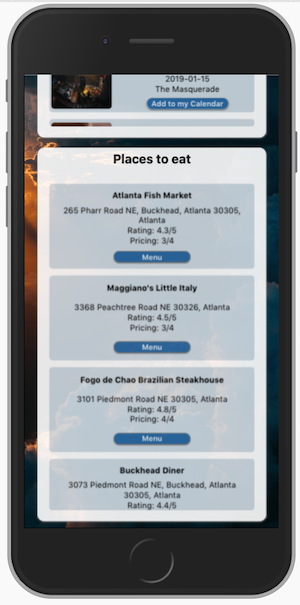 2019-01-15
The Masquerade
Add to my Calendar
Places to eat
Atlanta Fish Market
265 Pharr Road NE, Buckhead, Atlanta 30305,
Atlanta
Rating: 4.3/5
Pricing: 3/4
Menu
Maggiano's Little Italy
3368 Peachtree Road NE 30326, Atlanta
Rating: 4.5/5
Pricing: 3/4
Menu
Fogo de Chao Brazilian Steakhouse
3101 Piedmont Road NE 30305, Atlanta
Rating: 4.8/5
Pricing: 4/4
Menu
Buckhead Diner
3073 Piedmont Road NE, Buckhead, Atlanta
30305, Atlanta
Rating: 4.4/5